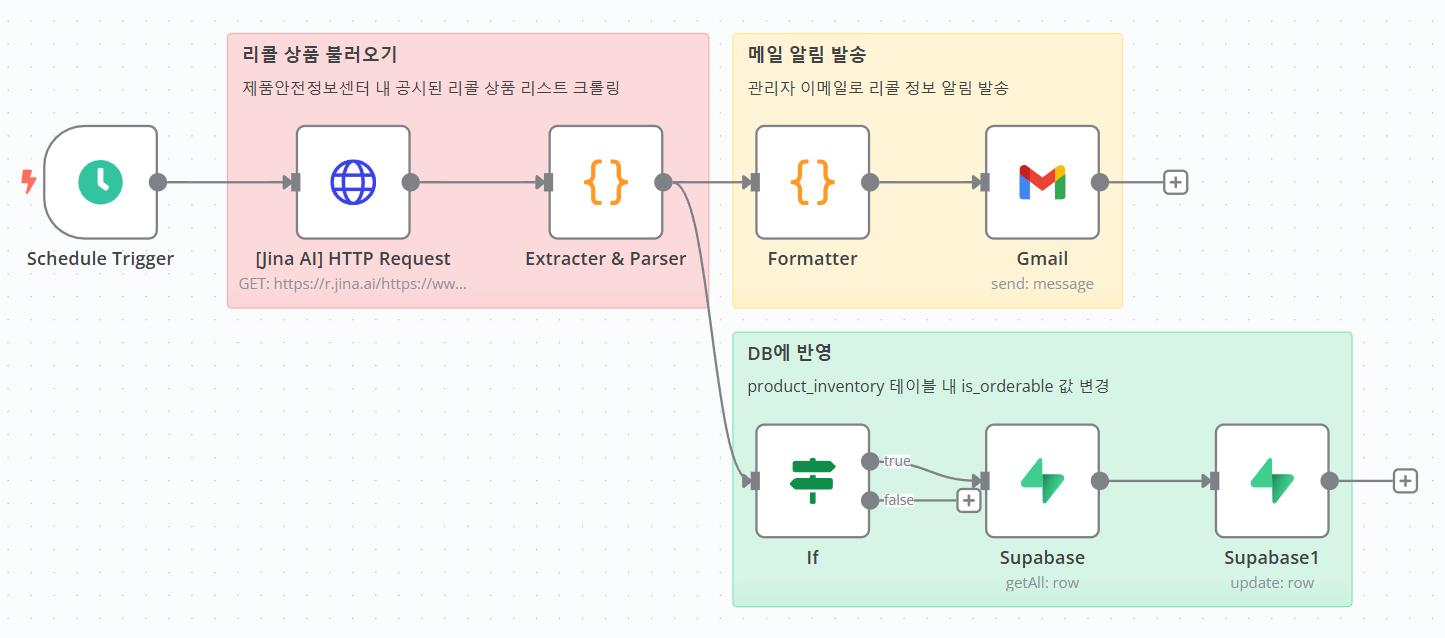 리콜 상품 불러오기
제품안전정보센터 내 공시된 리콜 상품 리스트 크롤링
메일 알림 발송
관리자 이메일로 리콜 정보 알림 발송
Schedule Trigger
[Jina AI] HTTP Request
GET: https://r.jina.ai/https://ww...
Extracter & Parser
Formatter
Gmail
send: message
DB에 반영
product_inventory 테이블 내 is_orderable 값 변경
true
false
If
Supabase
getAll: row
Supabase1
update: row